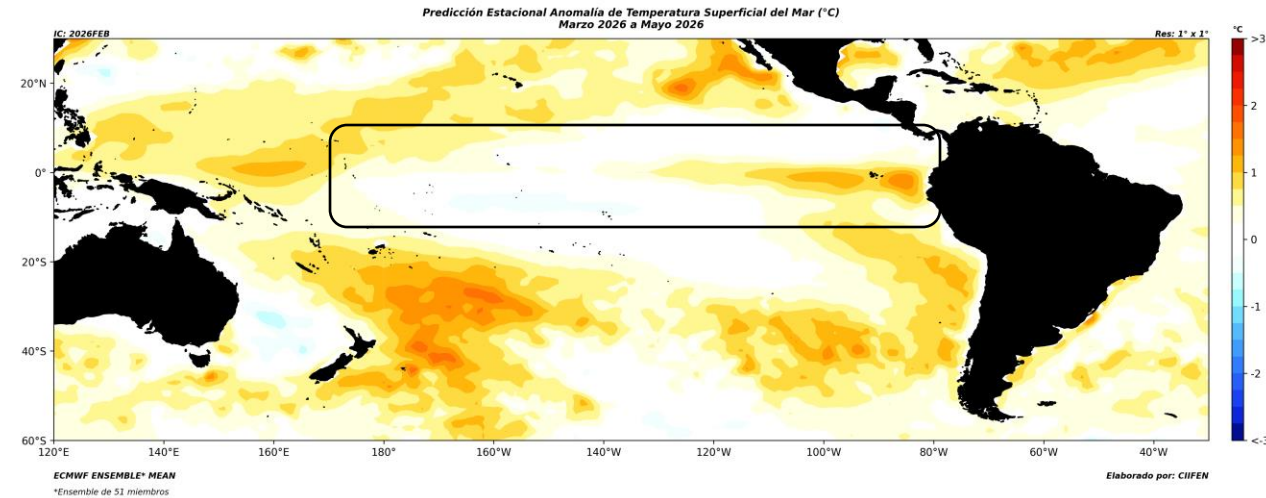 Predicción Estacional Anomalía de Temperatura Superficial del Mar (°C)
Marzo 2026 a Mayo 2026
IC: 2026FEB
Res: 1° x 1°
°C
>3
2
1
0
-1
-2
<-3
20°N
0°
20°S
40°S
60°S
120°E
140°E
160°E
180°
160°W
140°W
120°W
100°W
80°W
60°W
40°W
ECMWF ENSEMBLE* MEAN
Elaborado por: CIIFEN
*Ensemble de 51 miembros